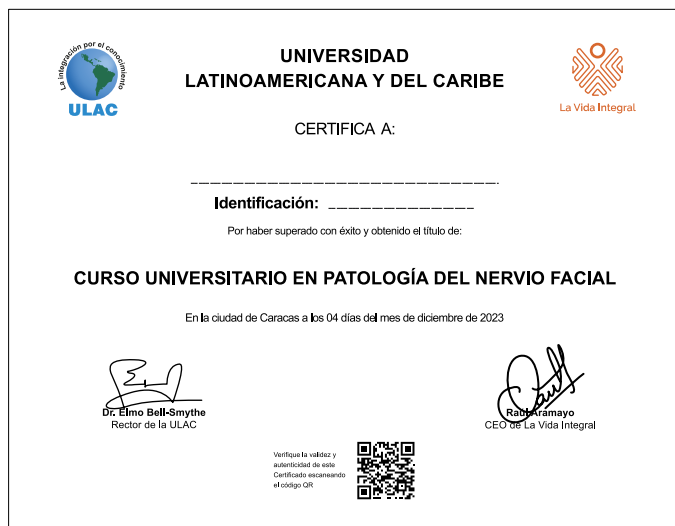 La integración por el conocimiento
ULAC
UNIVERSIDAD
LATINOAMERICANA Y DEL CARIBE
La Vida Integral
CERTIFICA A:
Identificación:
Por haber superado con éxito y obtenido el título de:
CURSO UNIVERSITARIO EN PATOLOGÍA DEL NERVIO FACIAL
En la ciudad de Caracas a los 04 días del mes de diciembre de 2023
Dr. Elmo Bell-Smythe
Rector de la ULAC
Raúl Aramayo
CEO de La Vida Integral
Verifique la validez y
autenticidad de este
Certificado escaneando
el código QR